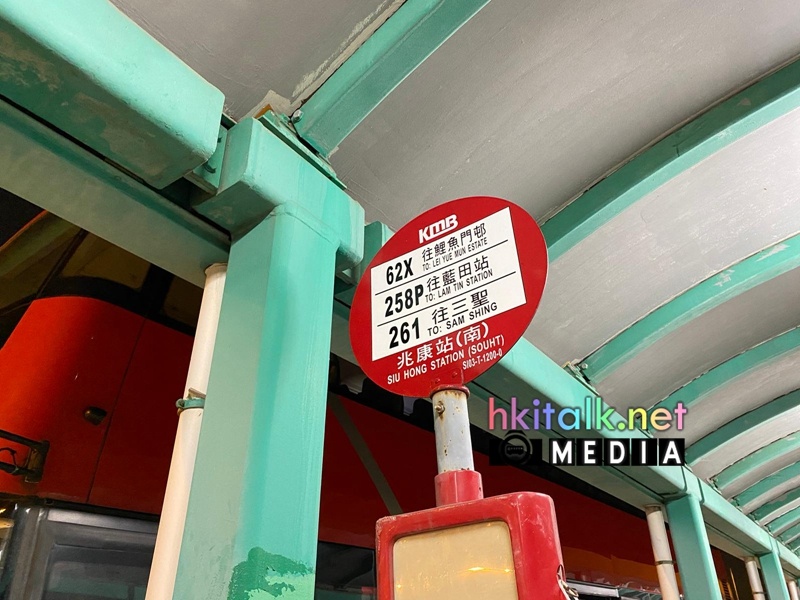 KMB
62X
往鯉魚門邨
TO: LEI YUE MUN ESTATE
258P
往藍田站
TO: LAM TIN STATION
261
往三聖
TO: SAM SHING
兆康站(南)
SIU HONG STATION (SOUHT)
SI03-T-1200-0
hkitalk.net
MEDIA